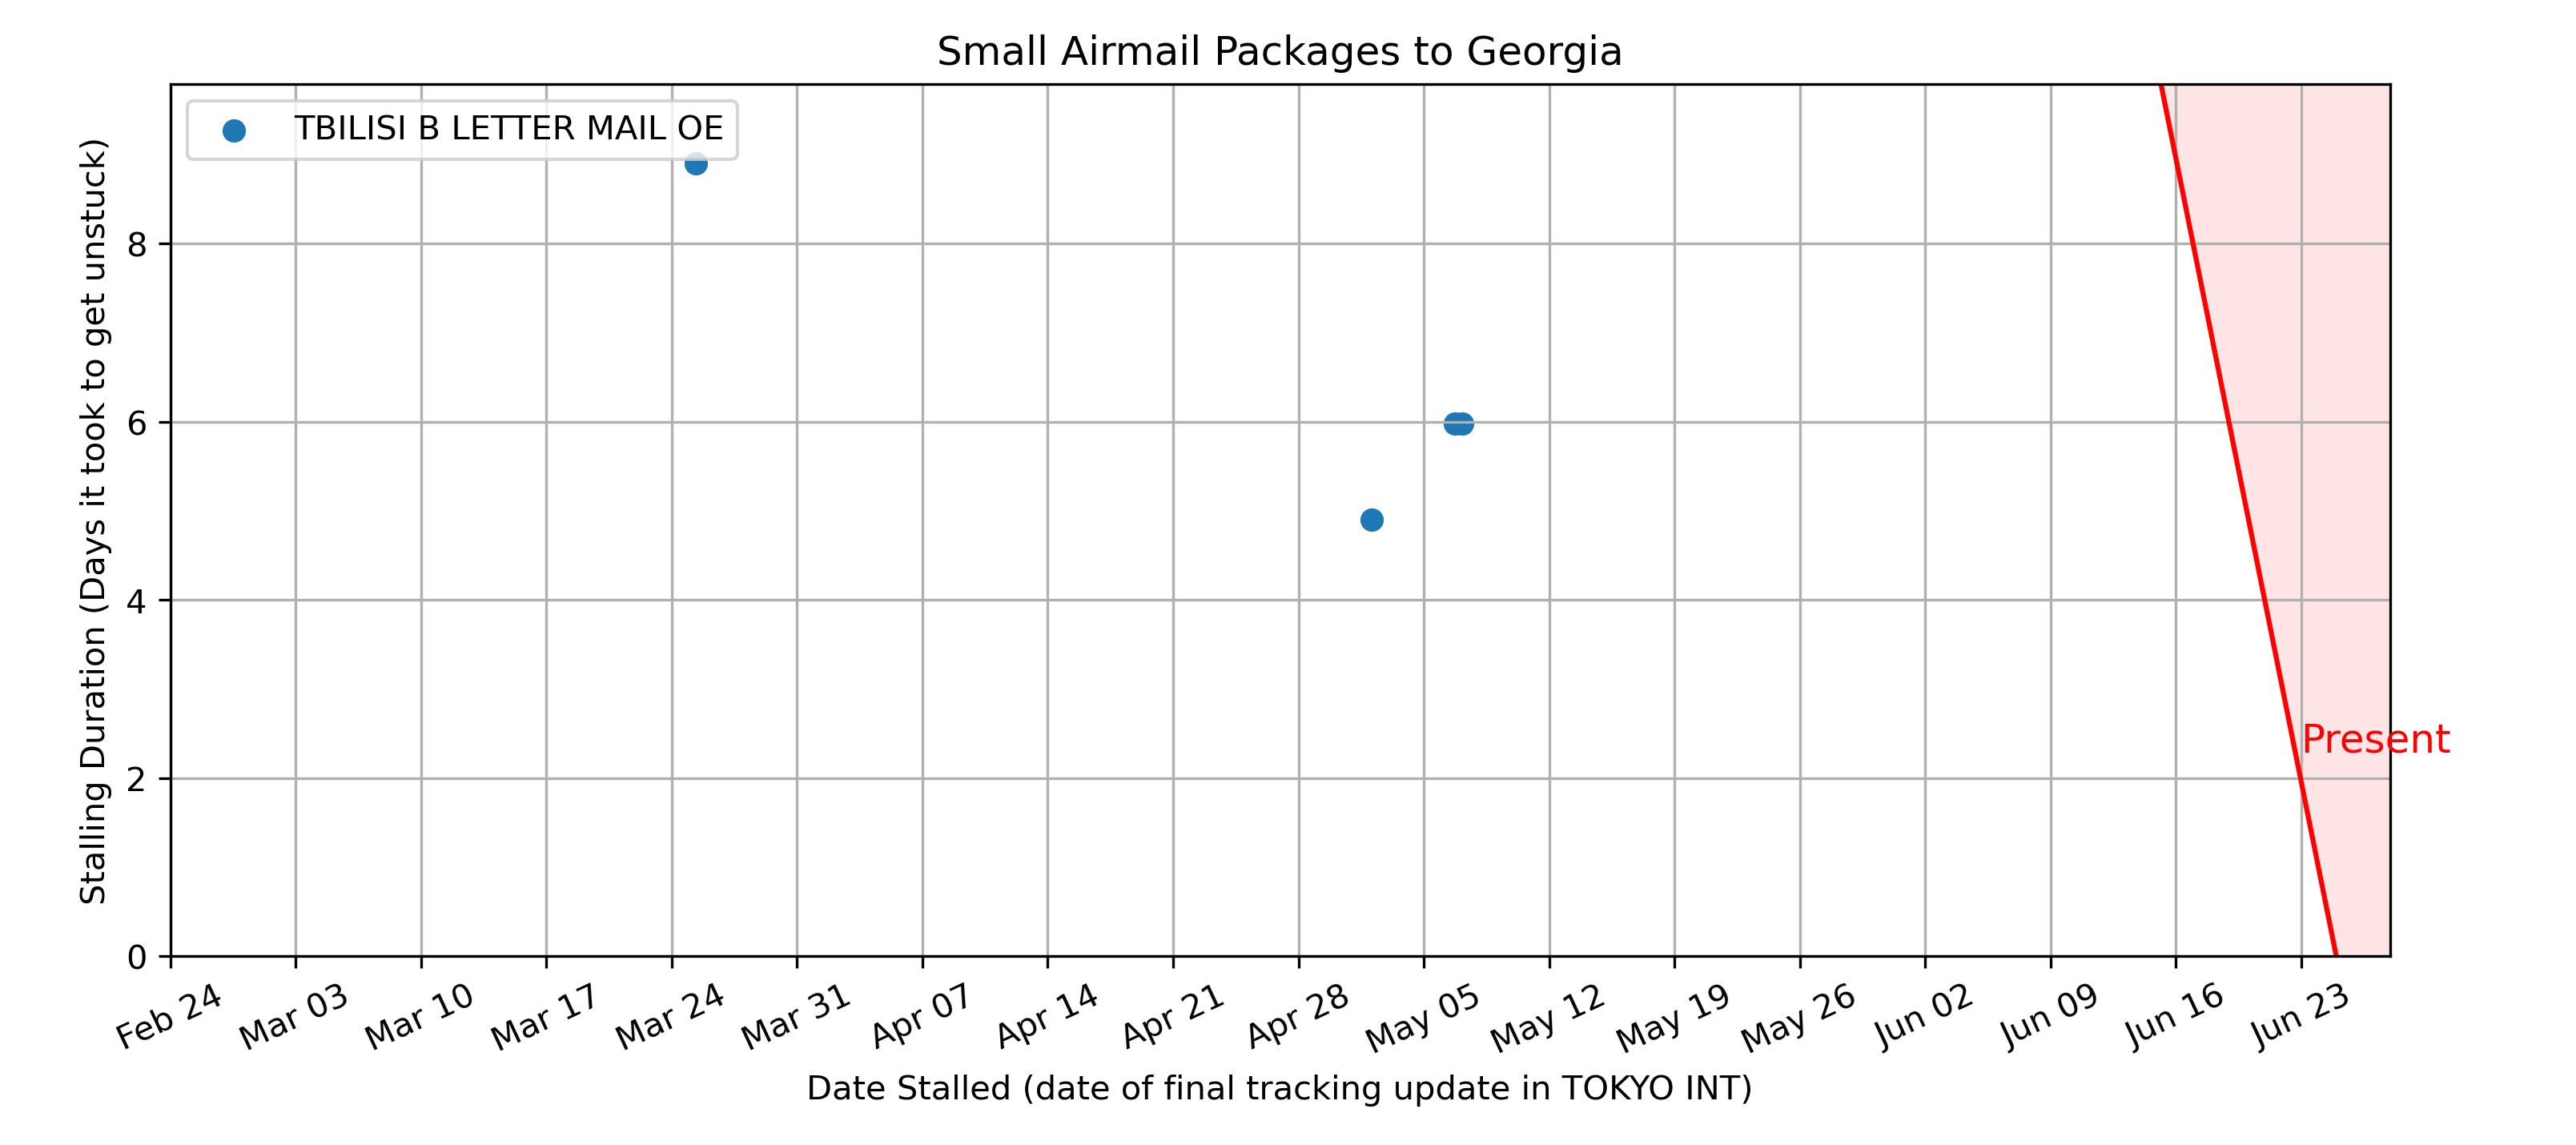 Small Airmail Packages to Georgia
TBILISI B LETTER MAIL OE
Stalling Duration (Days it took to get unstuck)
8
6
4
2
0
Present
Feb 24 Mar 03 Mar 10 Mar 17 Mar 24 Mar 31 Apr 07 Apr 14 Apr 21 Apr 28 May 05 May 12 May 19 May 26 Jun 02 Jun 09 Jun 16 Jun 23
Date Stalled (date of final tracking update in TOKYO INT)